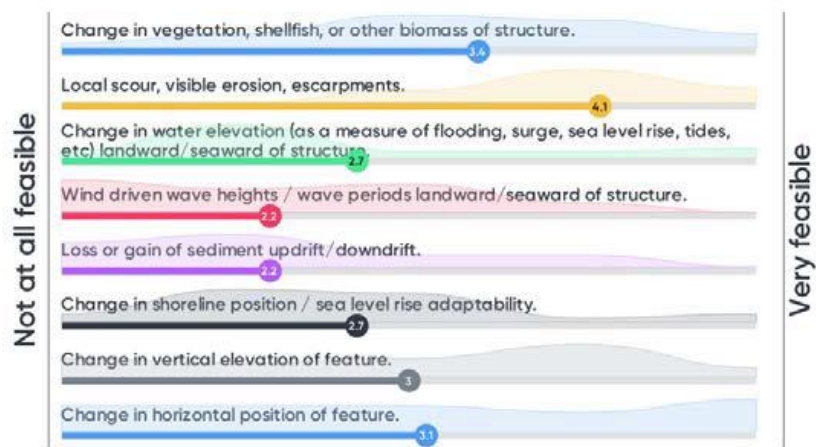 Change in vegetation, shellfish, or other biomass of structure.
3.4
Local scour, visible erosion, escarpments.
4.1
Change in water elevation (as a measure of flooding, surge, sea level rise, tides,
etc) landward/seaward of structure.
2.7
Wind driven wave heights / wave periods landward/seaward of structure.
2.2
Loss or gain of sediment updrift/downdrift.
2.2
Change in shoreline position / sea level rise adaptability.
2.7
Change in vertical elevation of feature.
3
Change in horizontal position of feature.
3.1
Not at all feasible
Very feasible